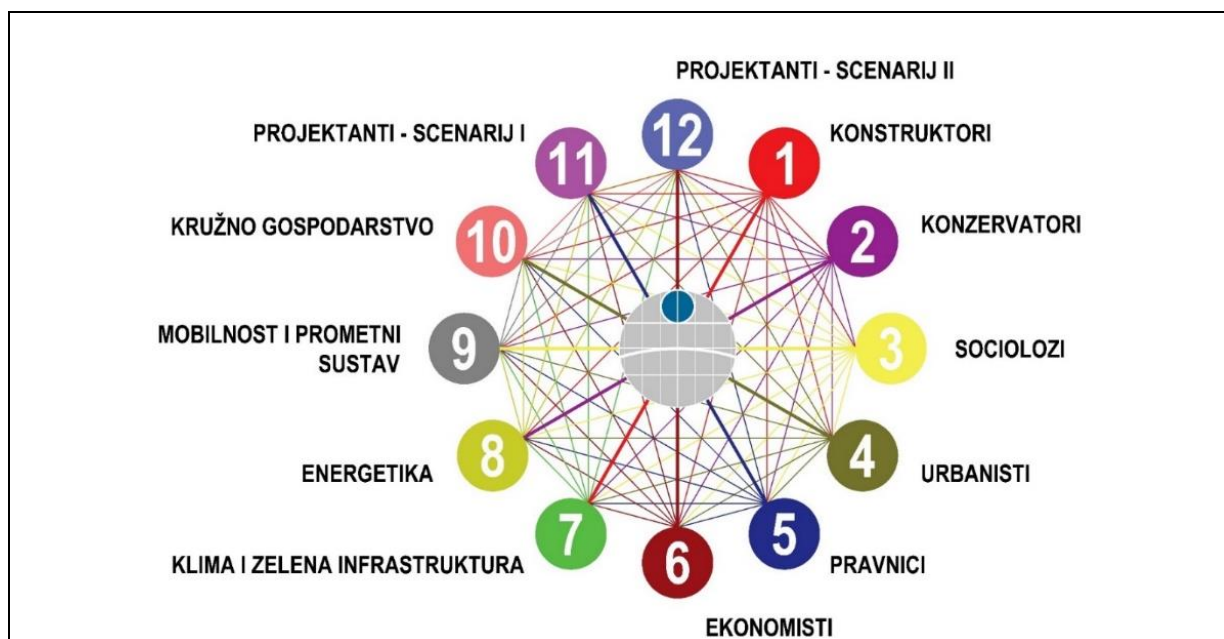 PROJEKTANTI - SCENARIJ II
12
PROJEKTANTI - SCENARIJ I
11
1
KONSTRUKTORI
KRUŽNO GOSPODARSTVO
10
2
KONZERVATORI
MOBILNOST I PROMETNI
SUSTAV
9
3
SOCIOLOZI
ENERGETIKA
8
4
URBANISTI
KLIMA I ZELENA INFRASTRUKTURA
7
5
PRAVNICI
6
EKONOMISTI